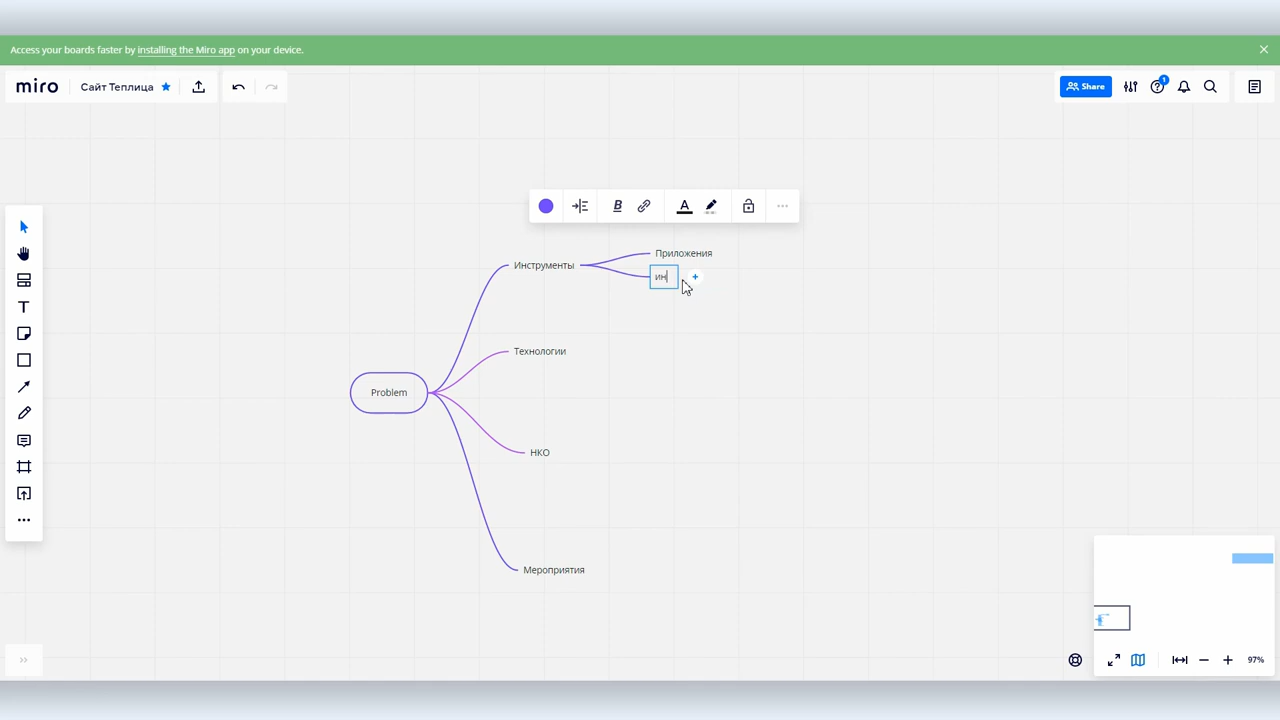 Access your boards faster by installing the Miro app on your device.
miro
Сайт Теплица
Share
1
B
A
T
Приложения
Инструменты
ин
Технологии
Problem
НКО
Мероприятия
97%